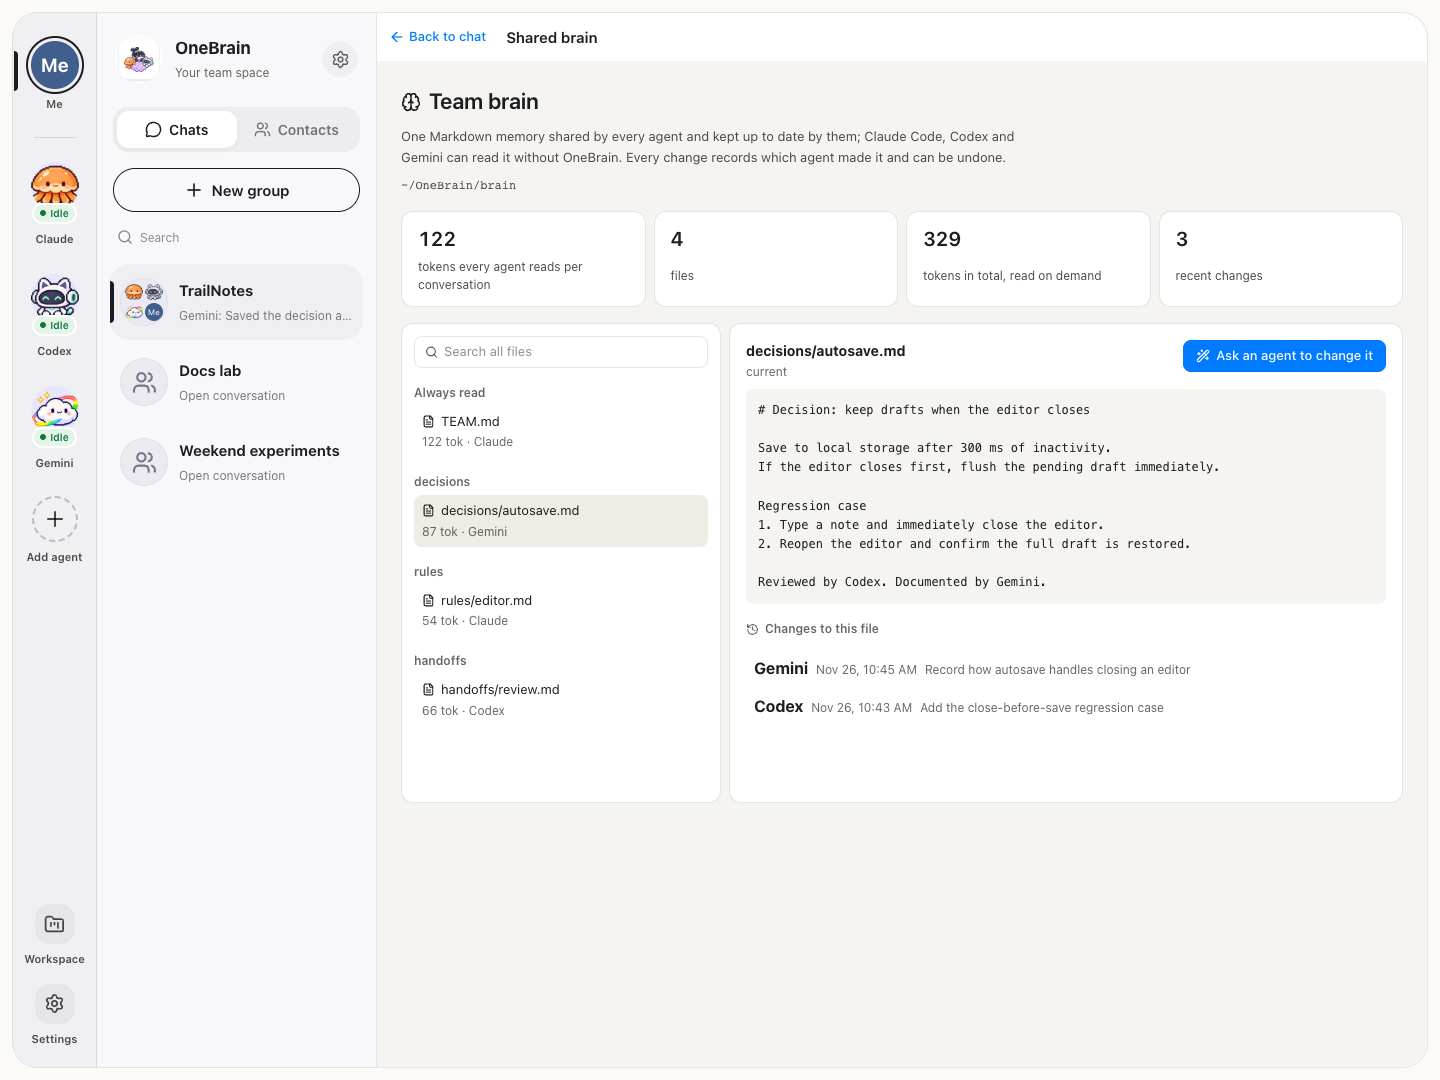 Me
Me
Idle
Claude
Idle
Codex
Idle
Gemini
Add agent
Workspace
Settings
OneBrain
Your team space
Chats
Contacts
New group
Search
Me
TrailNotes
Gemini: Saved the decision a...
Docs lab
Open conversation
Weekend experiments
Open conversation
Back to chat
Shared brain
Team brain
One Markdown memory shared by every agent and kept up to date by them; Claude Code, Codex and
Gemini can read it without OneBrain. Every change records which agent made it and can be undone.
~/OneBrain/brain
122
tokens every agent reads per
conversation
4
files
329
tokens in total, read on demand
3
recent changes
Search all files
Always read
TEAM.md
122 tok · Claude
decisions
decisions/autosave.md
87 tok · Gemini
rules
rules/editor.md
54 tok · Claude
handoffs
handoffs/review.md
66 tok · Codex
decisions/autosave.md
current
Ask an agent to change it
# Decision: keep drafts when the editor closes
Save to local storage after 300 ms of inactivity.
If the editor closes first, flush the pending draft immediately.
Regression case
1. Type a note and immediately close the editor.
2. Reopen the editor and confirm the full draft is restored.
Reviewed by Codex. Documented by Gemini.
Changes to this file
Gemini Nov 26, 10:45 AM Record how autosave handles closing an editor
Codex Nov 26, 10:43 AM Add the close-before-save regression case